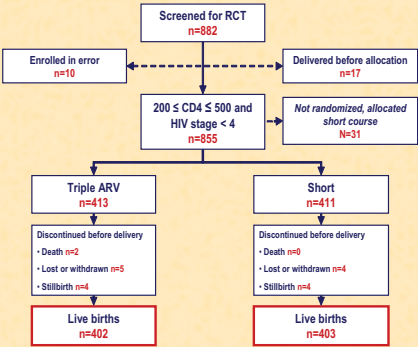 Screened for RCT
n=882
Enrolled in error
n=10
Delivered before allocation
n=17
200 ≤ CD4 ≤ 500 and
HIV stage < 4
n=855
Not randomized, allocated
short course
N=31
Triple ARV
n=413
Short
n=411
Discontinued before delivery
• Death n=2
• Lost or withdrawn n=5
• Stillbirth n=4
Discontinued before delivery
• Death n=0
• Lost or withdrawn n=4
• Stillbirth n=4
Live births
n=402
Live births
n=403